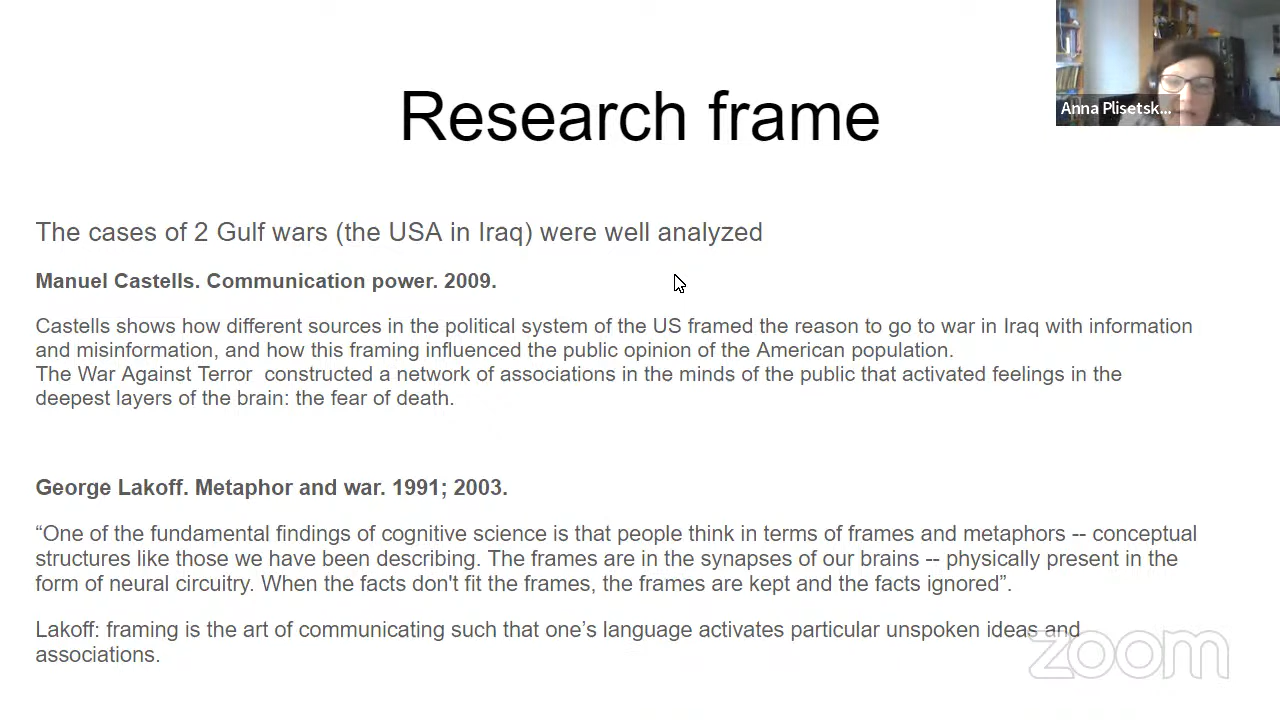 Research frame
Anna Plisetsk...
The cases of 2 Gulf wars (the USA in Iraq) were well analyzed
Manuel Castells. Communication power. 2009.
Castells shows how different sources in the political system of the US framed the reason to go to war in Iraq with information
and misinformation, and how this framing influenced the public opinion of the American population.
The War Against Terror  constructed a network of associations in the minds of the public that activated feelings in the
deepest layers of the brain: the fear of death.
George Lakoff. Metaphor and war. 1991; 2003.
“One of the fundamental findings of cognitive science is that people think in terms of frames and metaphors -- conceptual
structures like those we have been describing. The frames are in the synapses of our brains -- physically present in the
form of neural circuitry. When the facts don't fit the frames, the frames are kept and the facts ignored”.
Lakoff: framing is the art of communicating such that one’s language activates particular unspoken ideas and
associations.
zoom